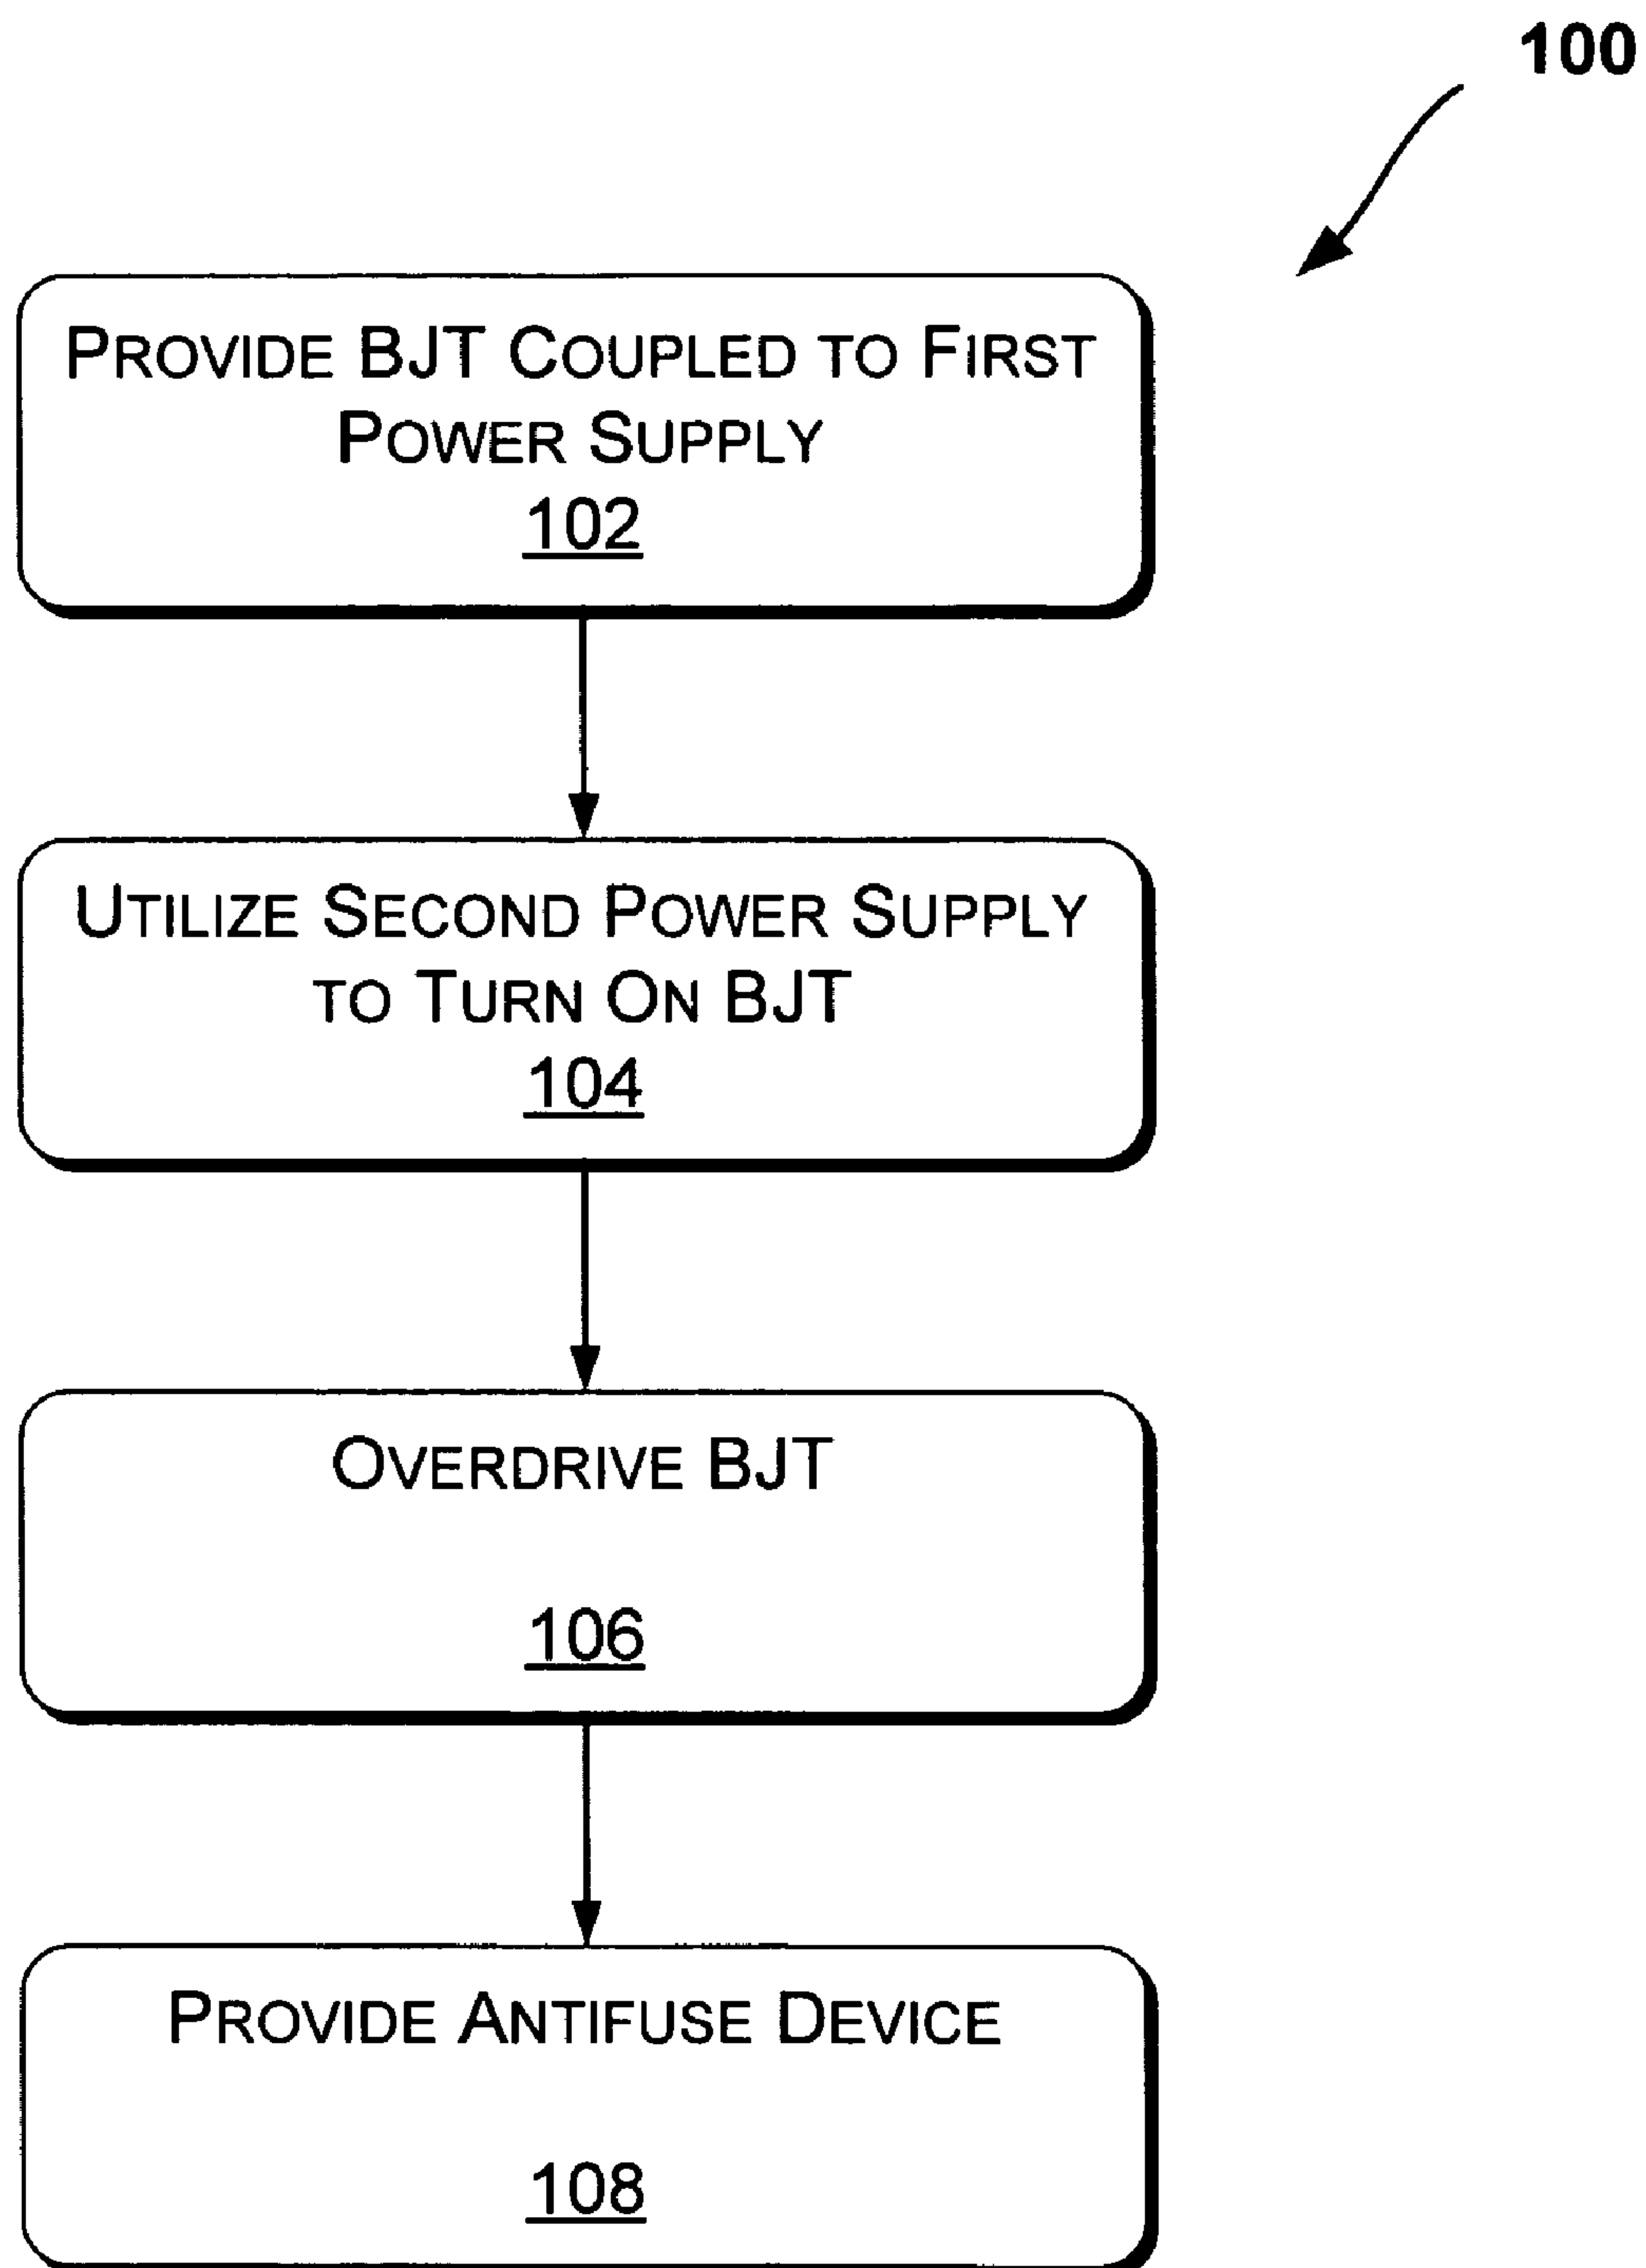 100
PROVIDE BJT COUPLED TO FIRST
POWER SUPPLY
102
UTILIZE SECOND POWER SUPPLY
TO TURN ON BJT
104
OVERDRIVE BJT
106
PROVIDE ANTIFUSE DEVICE
108